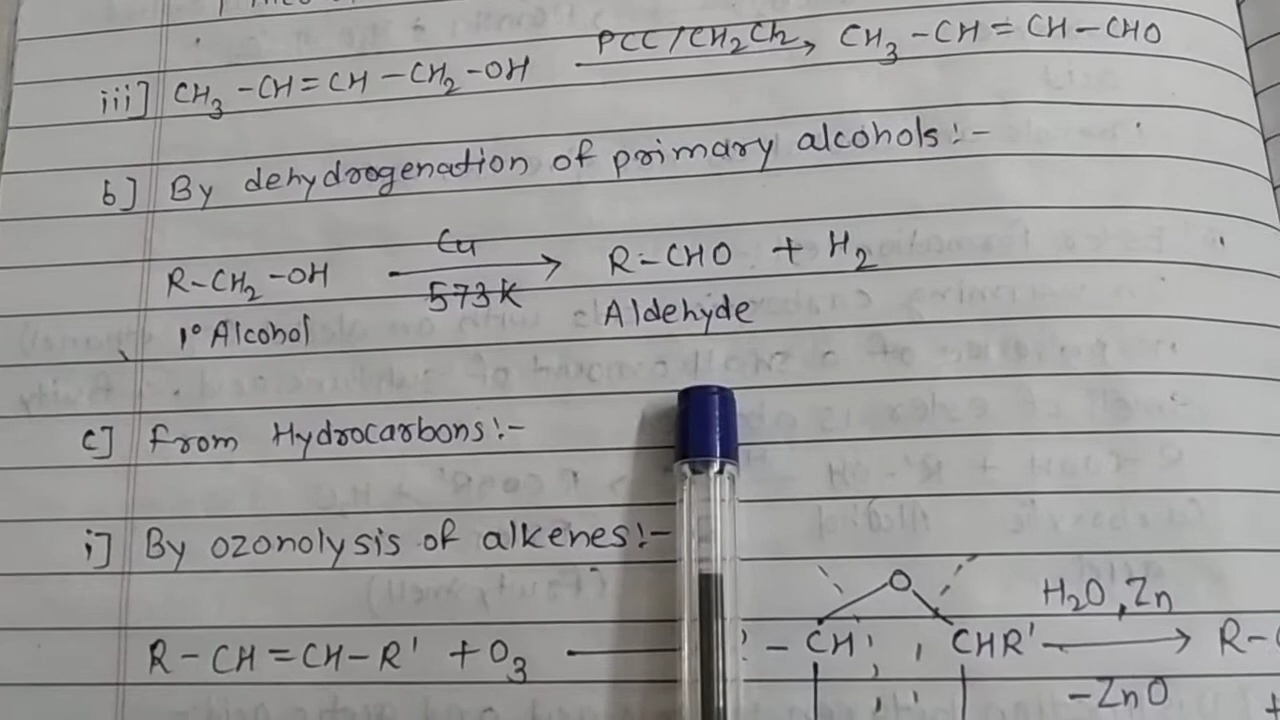 iii] CH₃-CH=CH-CH₂-OH PCC/CH₂Cl₂ → CH₃-CH=CH-CHO
b] By dehydrogenation of primary alcohols:-
R-CH₂-OH Cu 573K → R-CHO + H₂
1° Alcohol Aldehyde
c] From Hydrocarbons:-
i] By ozonolysis of alkenes:-
O
R-CH=CH-R' + O₃ - CH CHR' H₂O, Zn → R-
-ZnO +